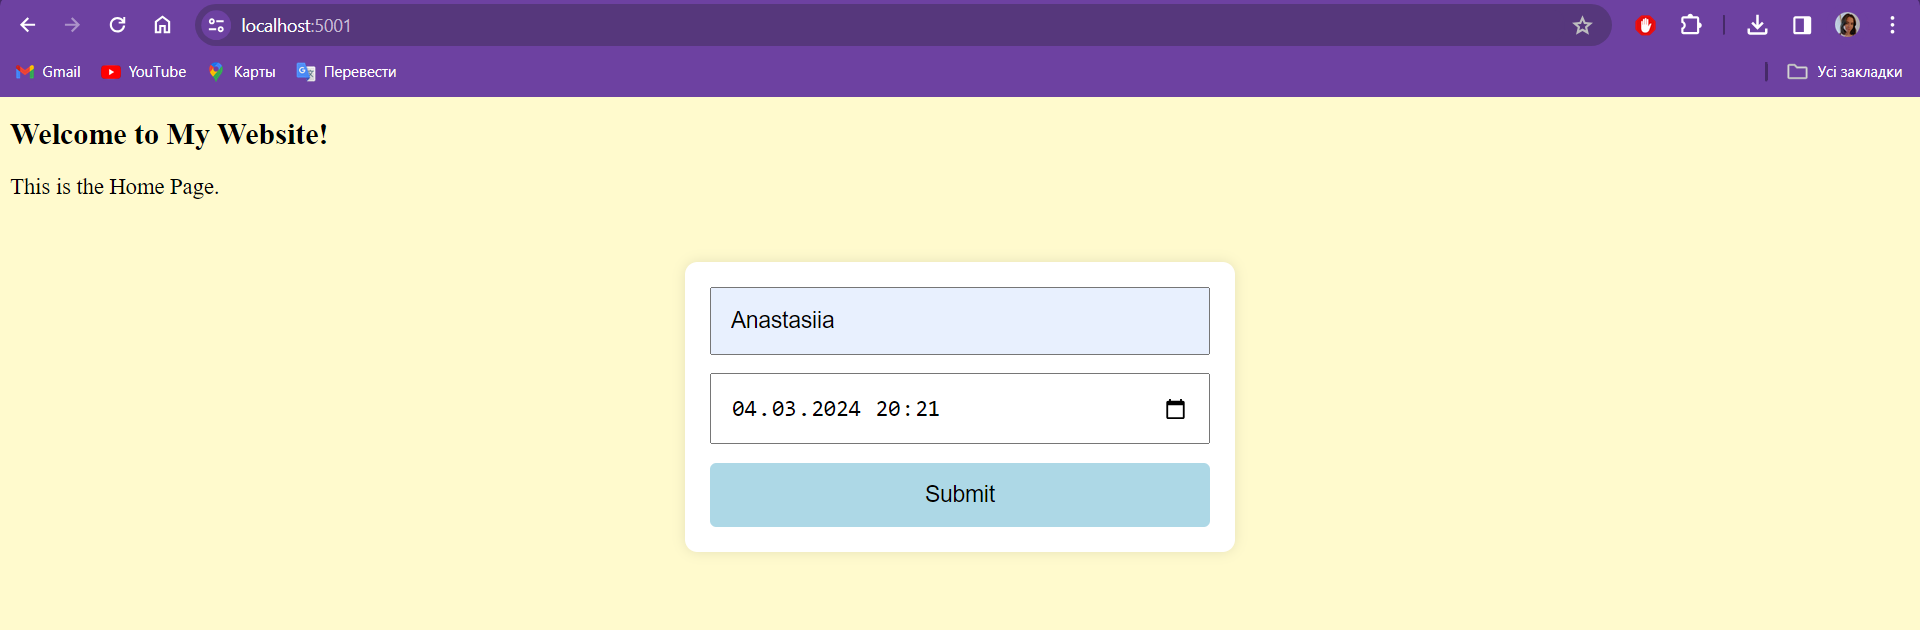 localhost:5001
Gmail YouTube Карты Перевести Усі закладки
Welcome to My Website!
This is the Home Page.
Anastasiia
04.03.2024 20:21
Submit